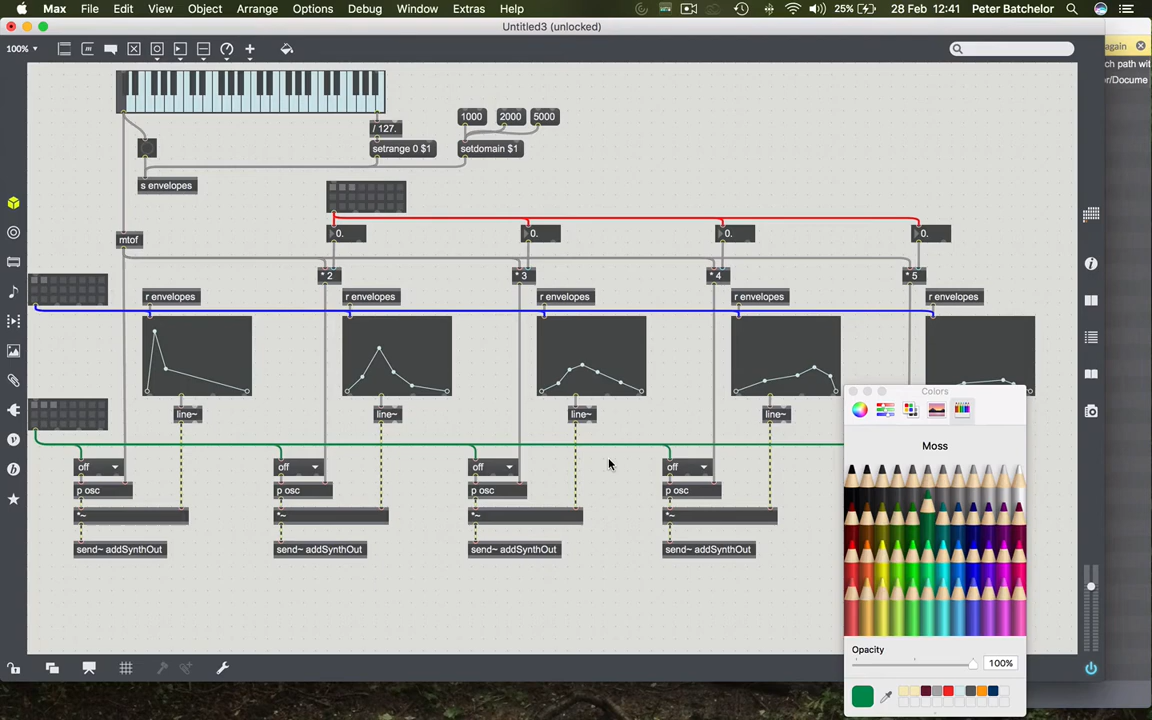 Max File Edit View Object Arrange Options Debug Window Extras Help 25% 28 Feb 12:41 Peter Batchelor
Untitled3 (unlocked)
100%
again
ch path wit
er/Docume
1000 2000 5000
/ 127.
setrange 0 $1 setdomain $1
s envelopes
mtof 0. 0. 0. 0.
* 2 * 3 * 4 * 5
r envelopes r envelopes r envelopes r envelopes r envelopes
Colors
line~ line~ line~ line~
Moss
off off off off
p osc p osc p osc p osc
*~ *~ *~ *~
send~ addSynthOut send~ addSynthOut send~ addSynthOut send~ addSynthOut
Opacity
100%